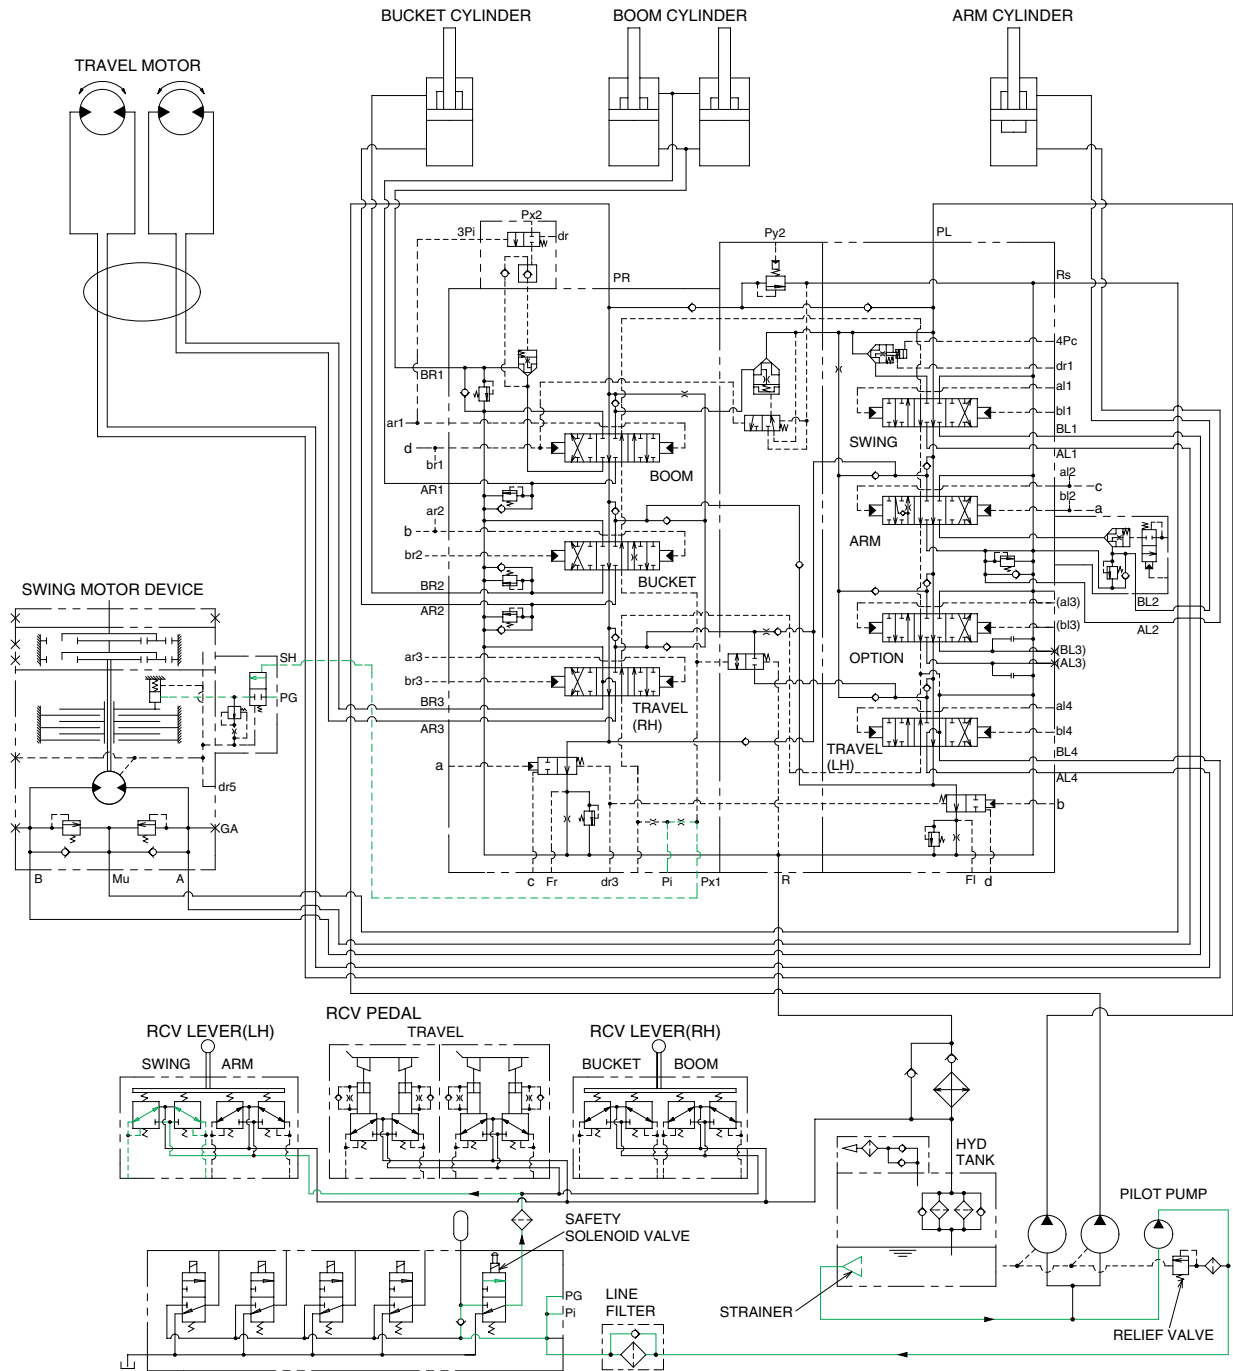 BUCKET CYLINDER
BOOM CYLINDER
ARM CYLINDER
TRAVEL MOTOR
Px2
3Pi
dr
Py2
PL
PR
Rs
4Pc
dr1
BR1
al1
ar1
bl1
SWING
BL1
d
AL1
br1
BOOM
al2
AR1
c
ar2
bl2
a
b
ARM
br2
BUCKET
SWING MOTOR DEVICE
BR2
BL2
(al3)
AR2
(bl3)
AL2
OPTION
SH
ar3
(BL3)
(AL3)
br3
PG
BR3
TRAVEL
(RH)
al4
AR3
bl4
TRAVEL
(LH)
BL4
a
AL4
dr5
b
GA
B
Mu
A
c
Fr
dr3
Pi
Px1
R
Fl
d
RCV PEDAL
RCV LEVER(LH)
TRAVEL
RCV LEVER(RH)
SWING
ARM
BUCKET
BOOM
HYD
TANK
PILOT PUMP
SAFETY
SOLENOID VALVE
PG
Pi
LINE
FILTER
STRAINER
RELIEF VALVE